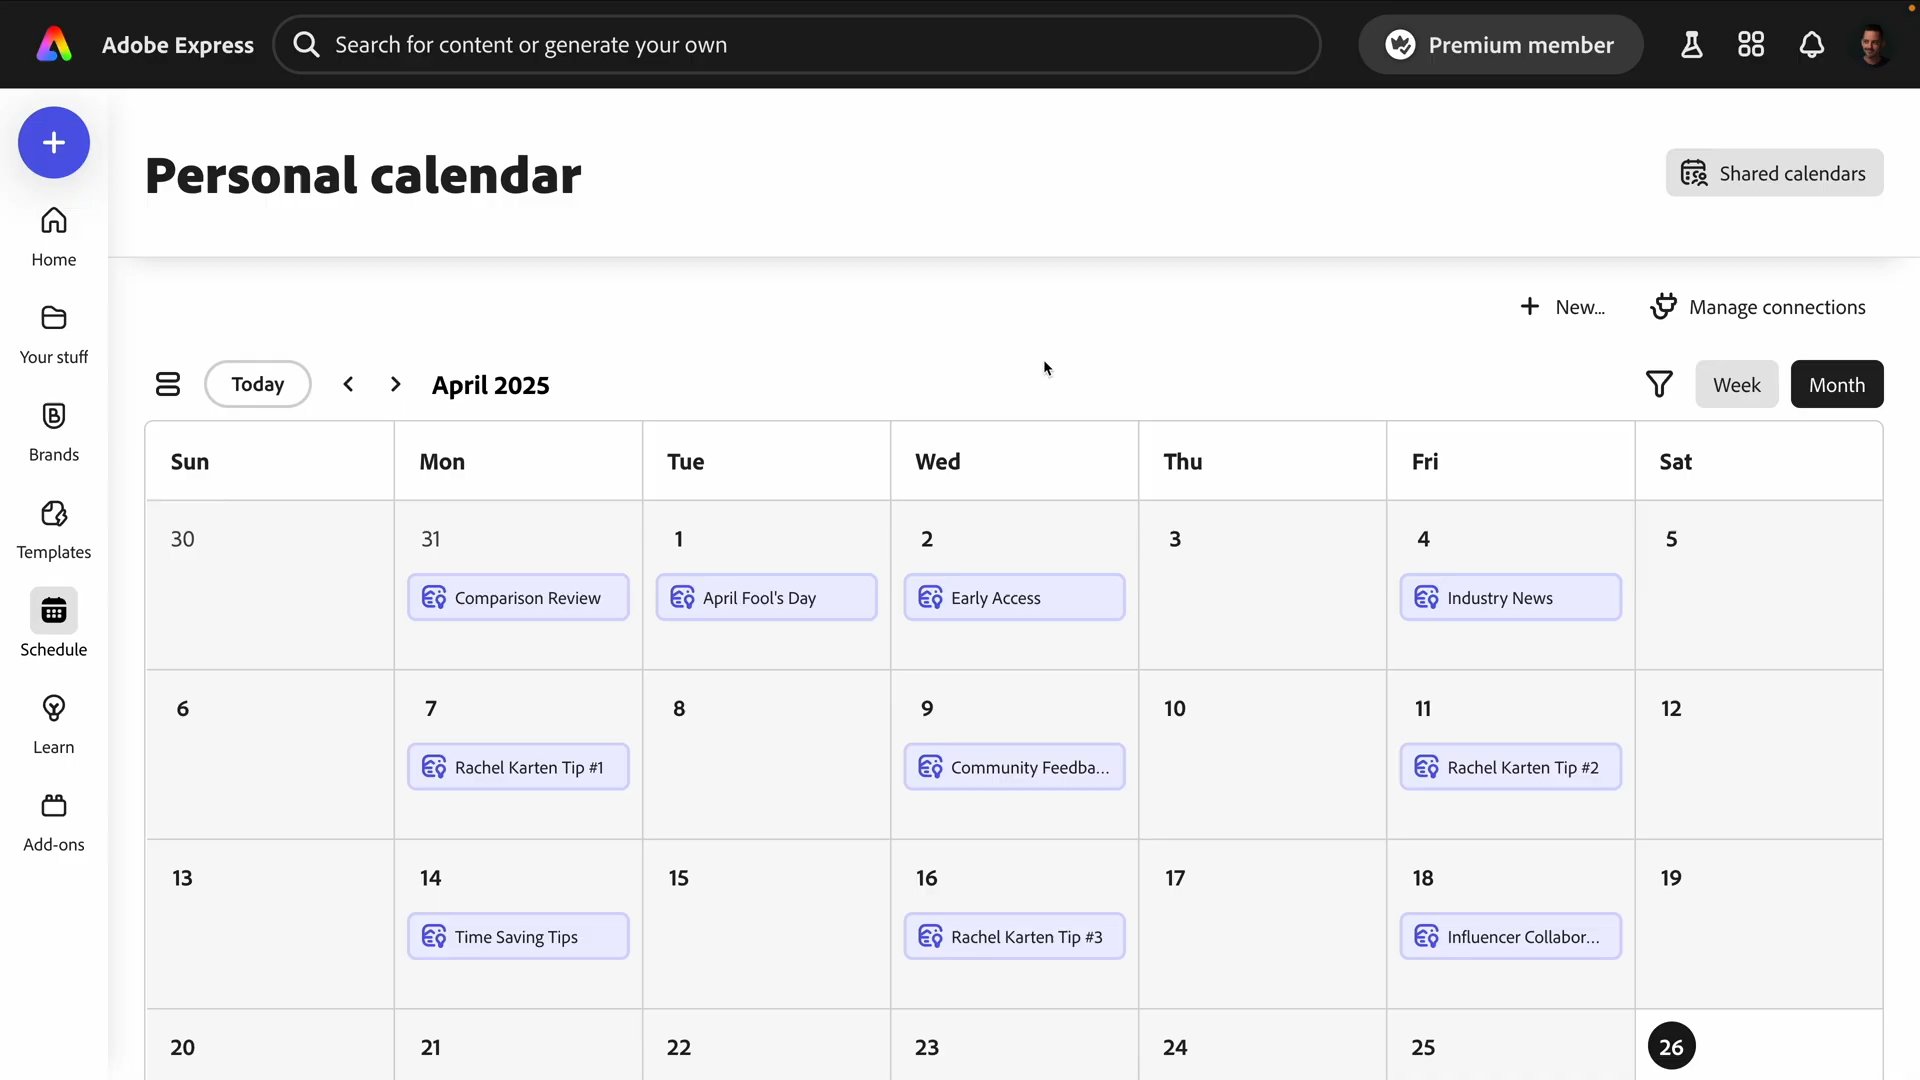 Adobe Express
Search for content or generate your own
Premium member
Personal calendar
Shared calendars
Home
Your stuff
Brands
Templates
Schedule
Learn
Add-ons
New...
Manage connections
Today
April 2025
Week
Month
Sun Mon Tue Wed Thu Fri Sat
30 31 1 2 3 4 5
Comparison Review April Fool's Day Early Access Industry News
6 7 8 9 10 11 12
Rachel Karten Tip #1 Community Feedba... Rachel Karten Tip #2
13 14 15 16 17 18 19
Time Saving Tips Rachel Karten Tip #3 Influencer Collabor...
20 21 22 23 24 25 26